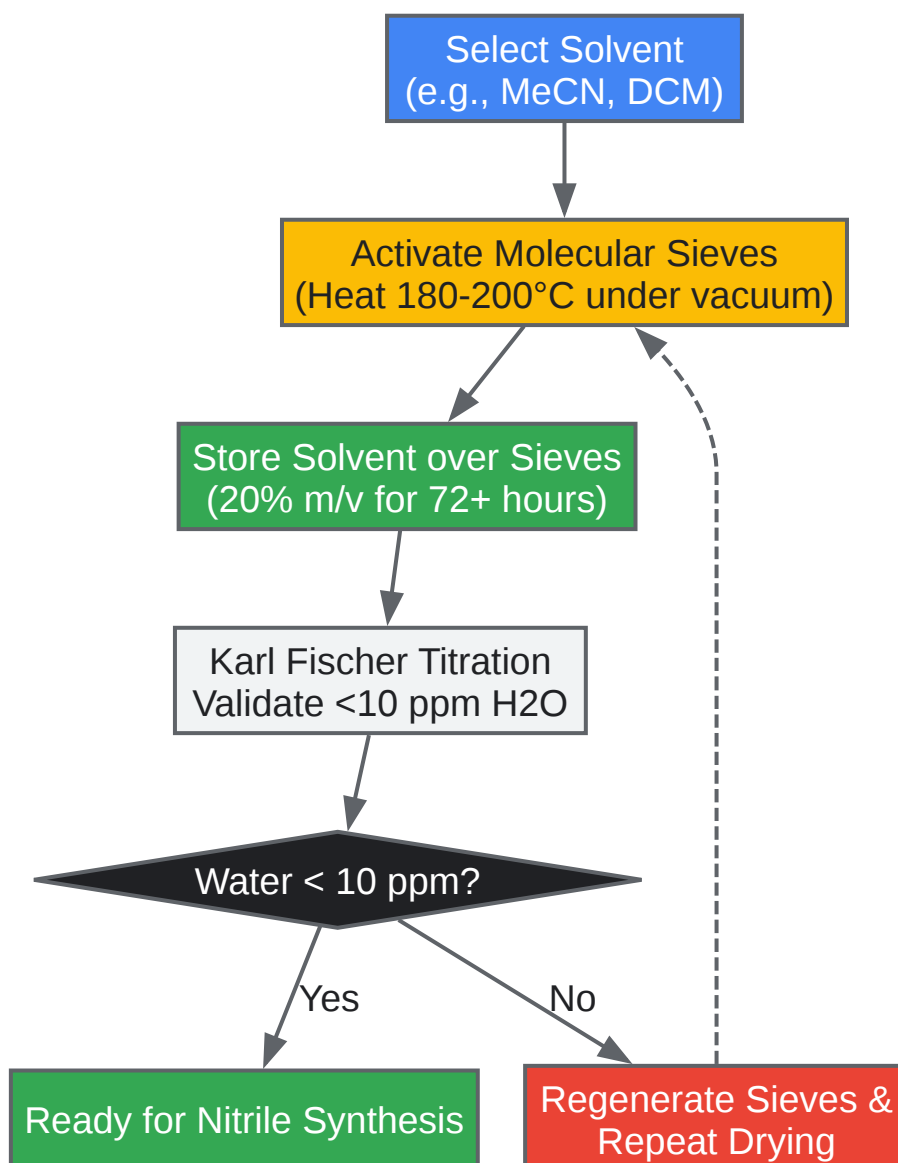 Select Solvent
(e.g., MeCN, DCM)
Activate Molecular Sieves
(Heat 180-200°C under vacuum)
Store Solvent over Sieves
(20% m/v for 72+ hours)
Karl Fischer Titration
Validate <10 ppm H2O
Water < 10 ppm?
Yes
No
Ready for Nitrile Synthesis
Regenerate Sieves &
Repeat Drying